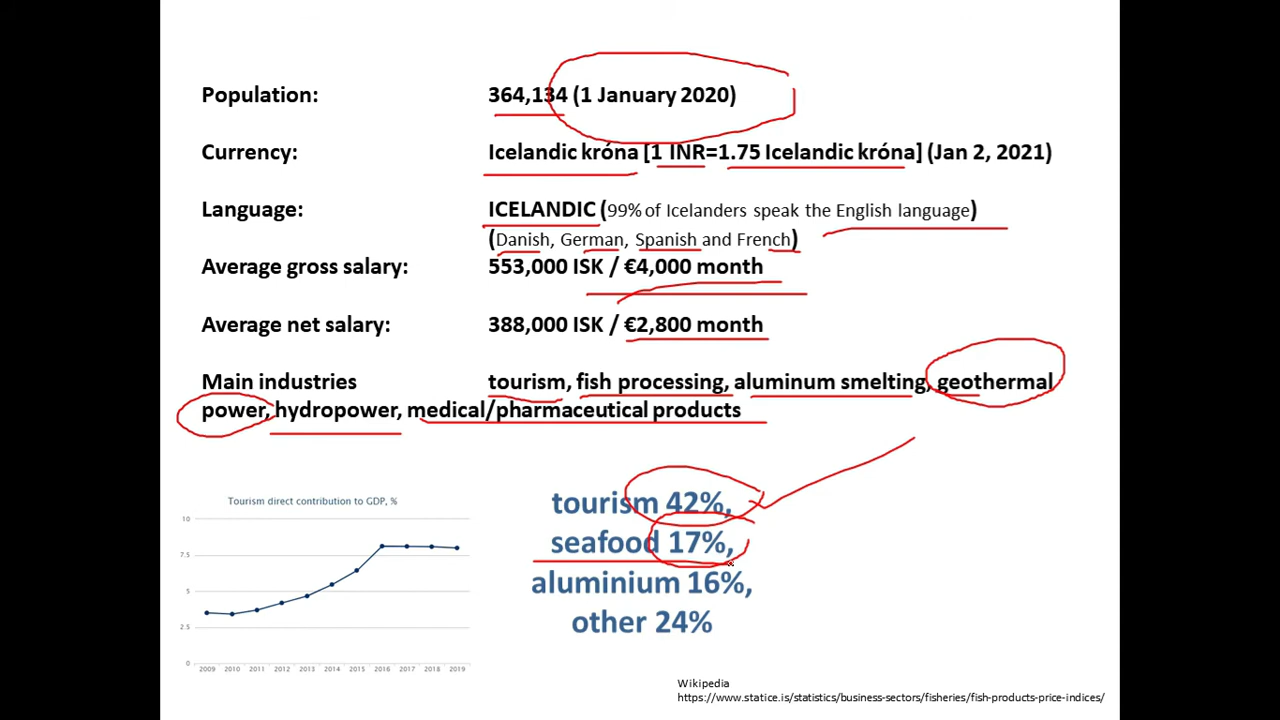 Population: 364,134 (1 January 2020)
Currency: Icelandic króna [1 INR=1.75 Icelandic króna] (Jan 2, 2021)
Language: ICELANDIC (99% of Icelanders speak the English language)
(Danish, German, Spanish and French)
Average gross salary: 553,000 ISK / €4,000 month
Average net salary: 388,000 ISK / €2,800 month
Main industries tourism, fish processing, aluminum smelting, geothermal
power, hydropower, medical/pharmaceutical products
Tourism direct contribution to GDP, %
10
7.5
5
2.5
0
2009 2010 2011 2012 2013 2014 2015 2016 2017 2018 2019
tourism 42%,
seafood 17%,
aluminium 16%,
other 24%
Wikipedia
https://www.statice.is/statistics/business-sectors/fisheries/fish-products-price-indices/